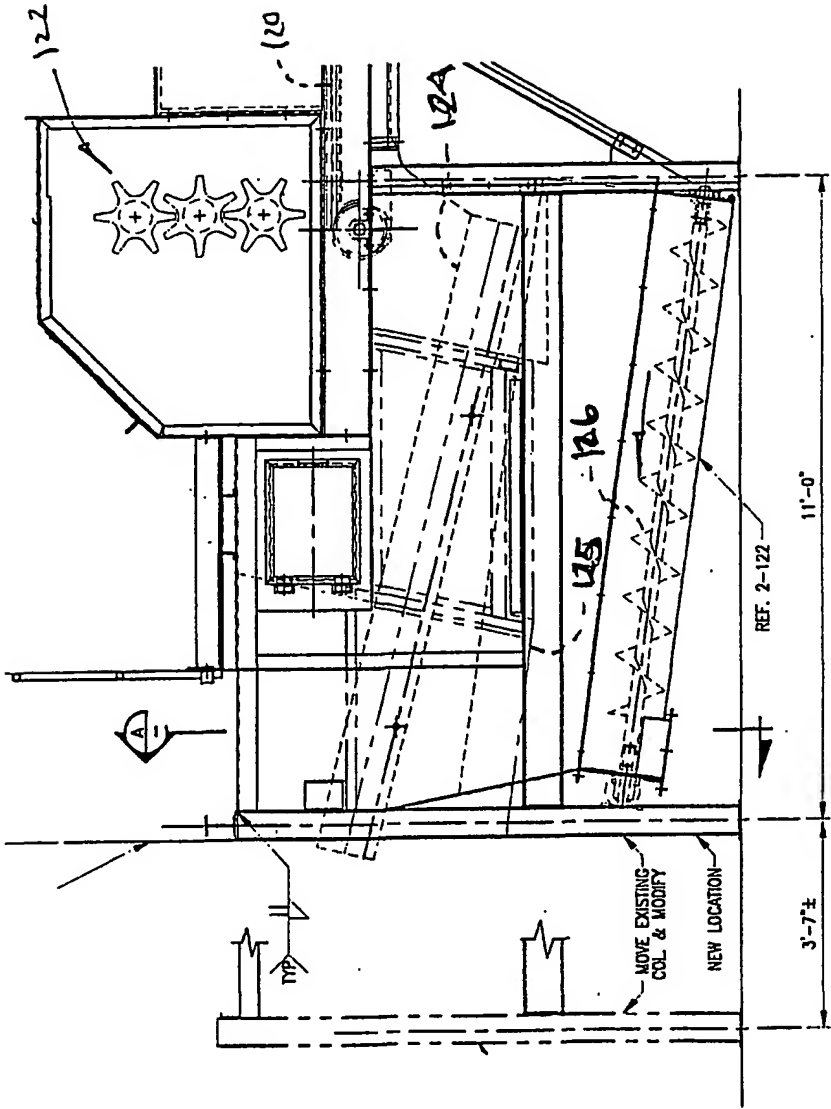 122
120
124
126
125
A
TYP
REF. 2-122
MOVE EXISTING
COL. & MODIFY
NEW LOCATION
11'-0"
3'-7"±